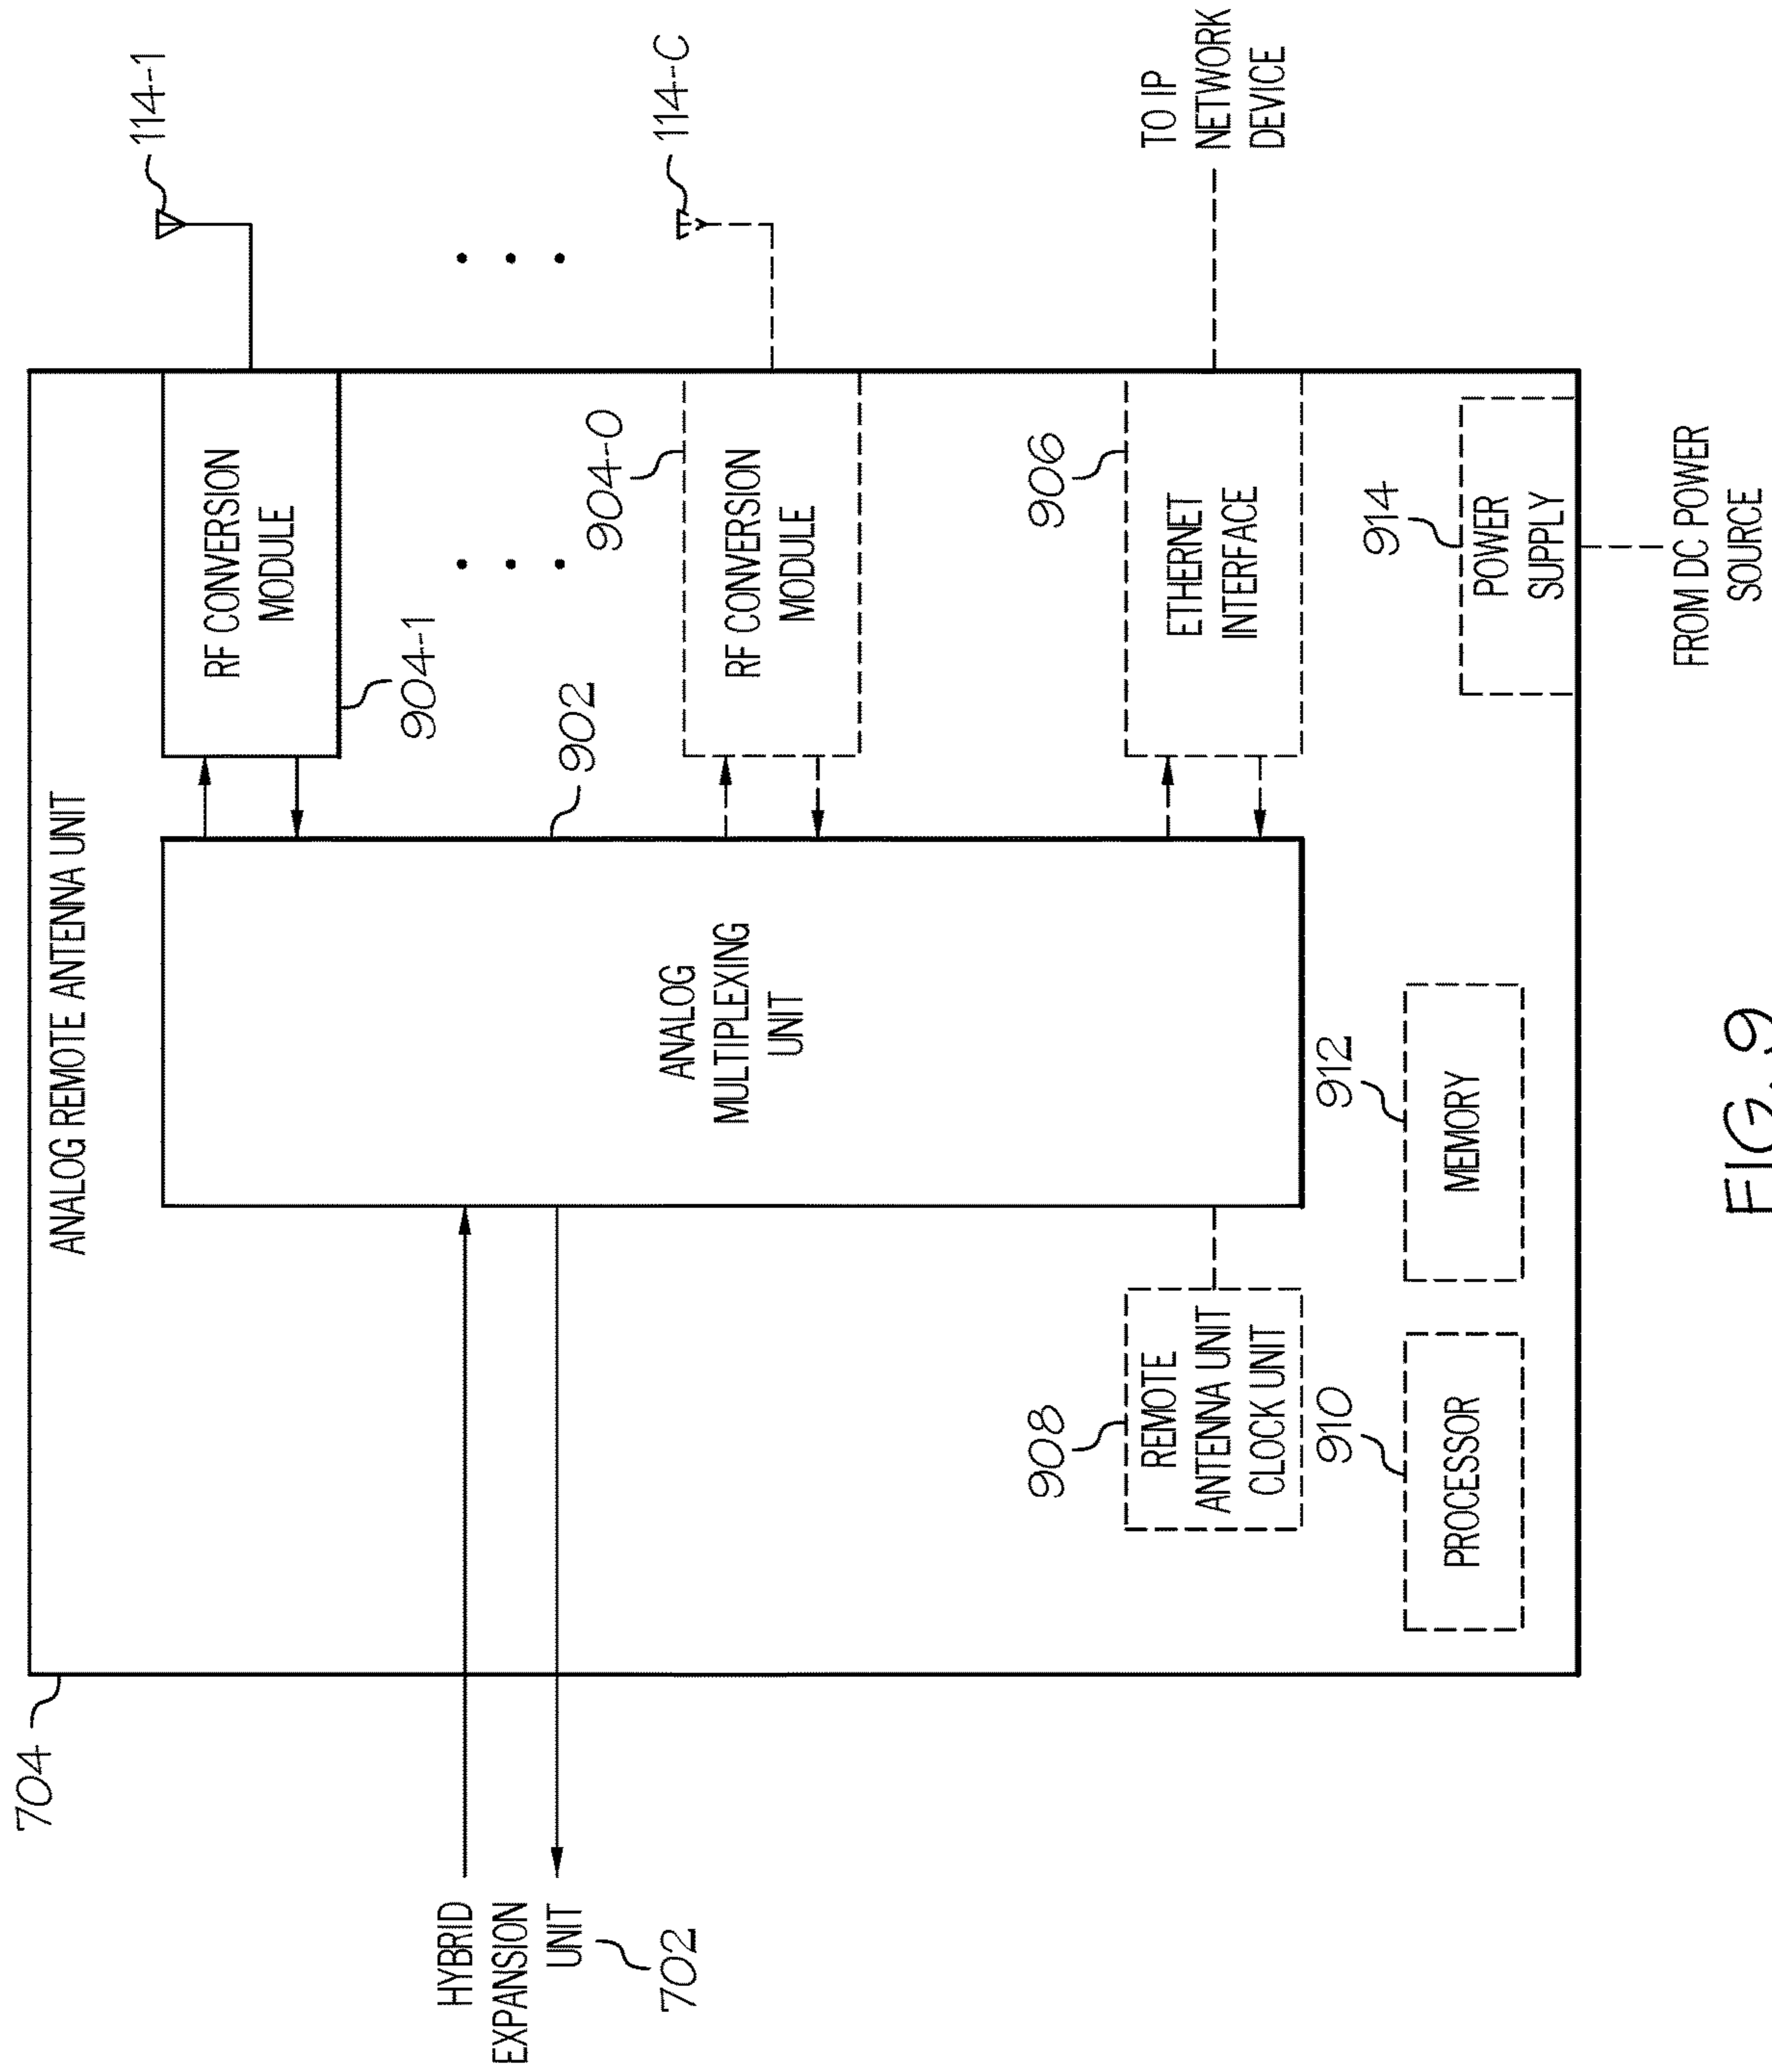 ANALOG REMOTE ANTENNA UNIT
704
HYBRID
EXPANSION
UNIT
702
ANALOG
MULTIPLEXING
UNIT
902
RF CONVERSION
MODULE
904-1
114-1
RF CONVERSION
MODULE
904-O
114-C
ETHERNET
INTERFACE
906
TO IP
NETWORK
DEVICE
REMOTE
ANTENNA UNIT
CLOCK UNIT
908
PROCESSOR
910
MEMORY
912
POWER
SUPPLY
914
FROM DC POWER
SOURCE
FIG. 9